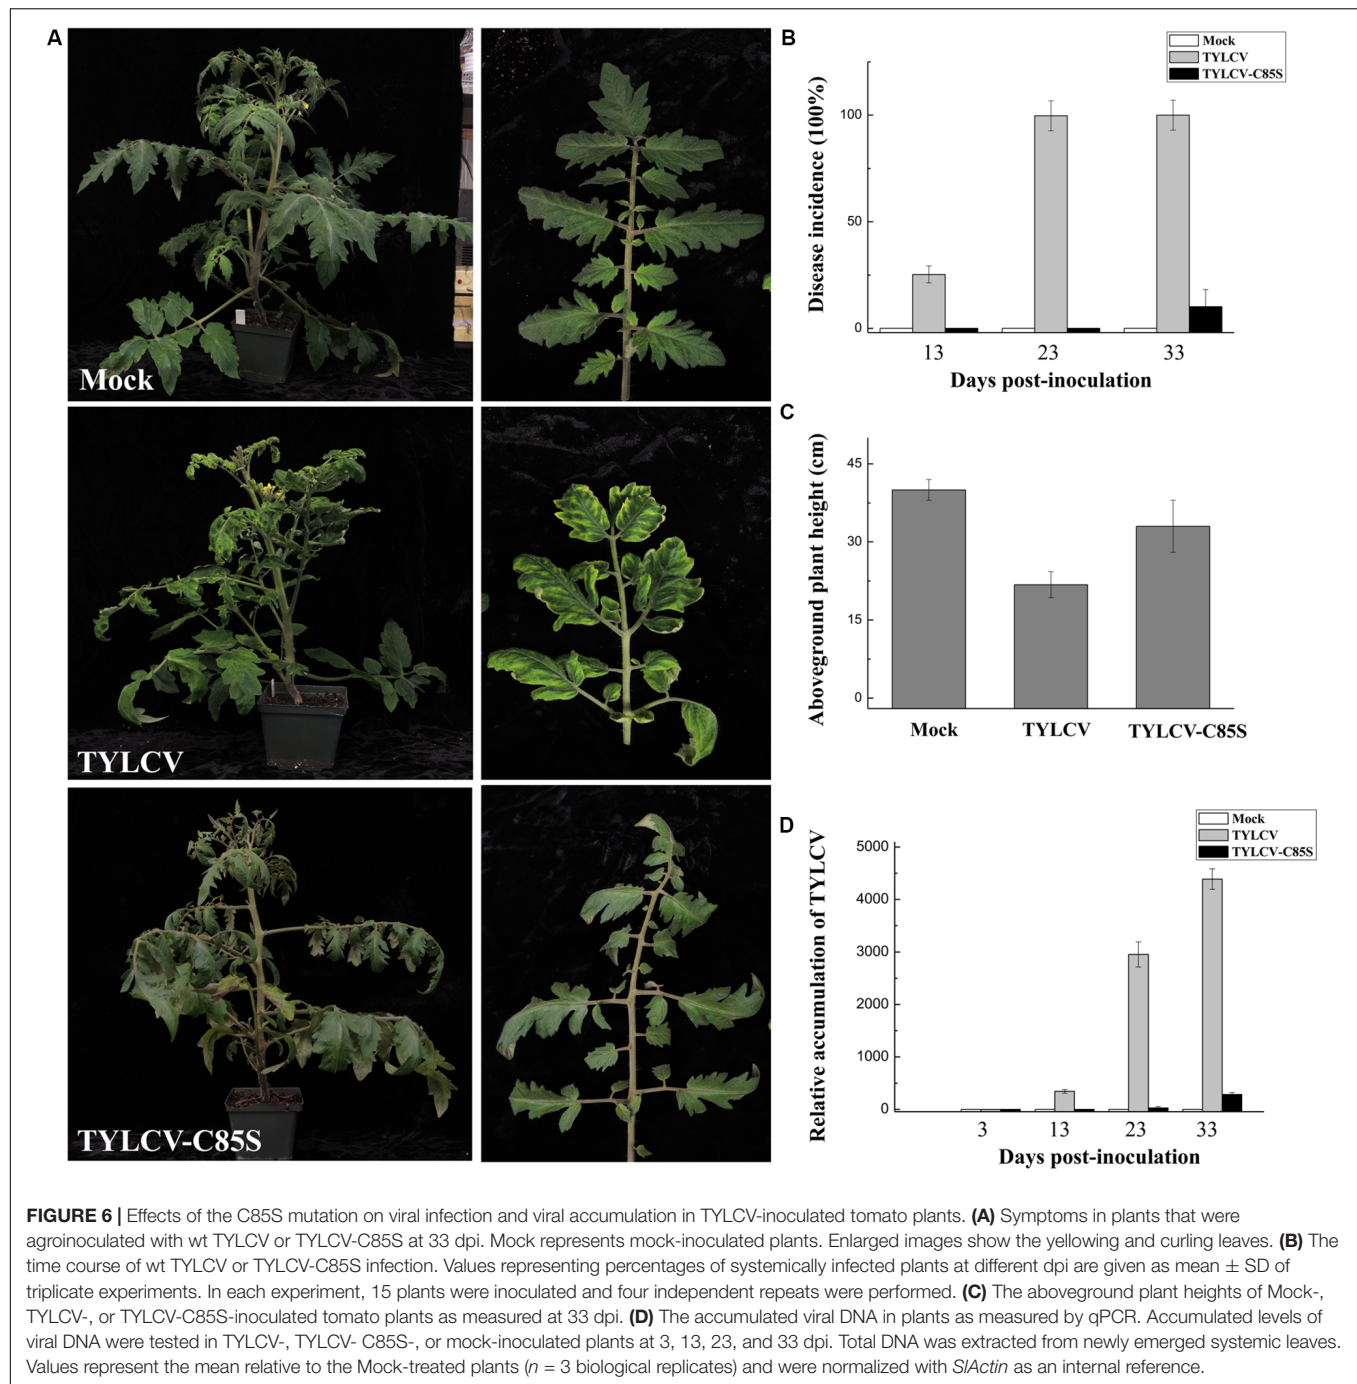 A
Mock
TYLCV
TYLCV-C85S
B
Mock
TYLCV
TYLCV-C85S
Disease incidence (100%)
100
50
0
13 23 33
Days post-inoculation
C
Aboveground plant height (cm)
45
30
15
0
Mock TYLCV TYLCV-C85S
D
Mock
TYLCV
TYLCV-C85S
Relative accumulation of TYLCV
5000
4000
3000
2000
1000
0
3 13 23 33
Days post-inoculation
FIGURE 6 | Effects of the C85S mutation on viral infection and viral accumulation in TYLCV-inoculated tomato plants. (A) Symptoms in plants that were
agroinoculated with wt TYLCV or TYLCV-C85S at 33 dpi. Mock represents mock-inoculated plants. Enlarged images show the yellowing and curling leaves. (B) The
time course of wt TYLCV or TYLCV-C85S infection. Values representing percentages of systemically infected plants at different dpi are given as mean ± SD of
triplicate experiments. In each experiment, 15 plants were inoculated and four independent repeats were performed. (C) The aboveground plant heights of Mock-,
TYLCV-, or TYLCV-C85S-inoculated tomato plants as measured at 33 dpi. (D) The accumulated viral DNA in plants as measured by qPCR. Accumulated levels of
viral DNA were tested in TYLCV-, TYLCV- C85S-, or mock-inoculated plants at 3, 13, 23, and 33 dpi. Total DNA was extracted from newly emerged systemic leaves.
Values represent the mean relative to the Mock-treated plants (n = 3 biological replicates) and were normalized with SlActin as an internal reference.